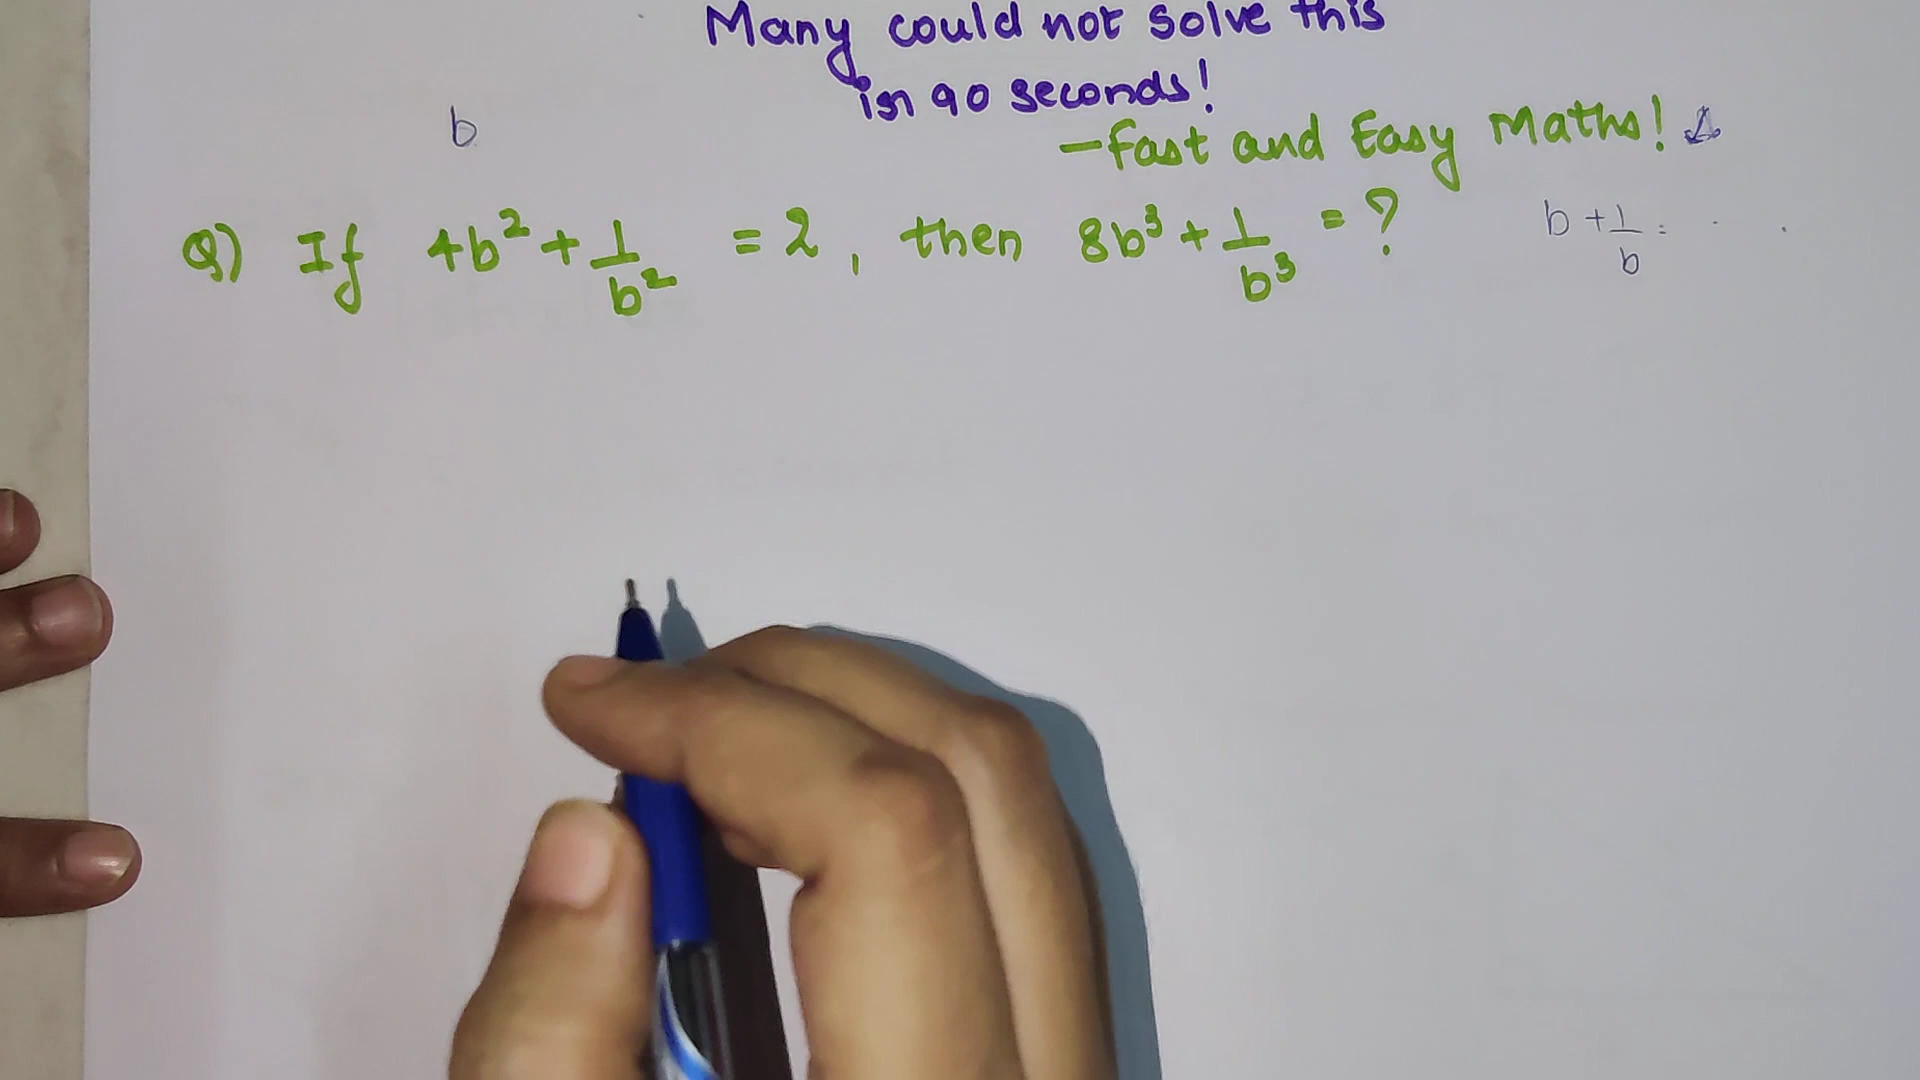 Many could not solve this
in 90 seconds!
- Fast and Easy Maths!
b
Q) If 4b² + 1/b² = 2, then 8b³ + 1/b³ = ?
b + 1/b =